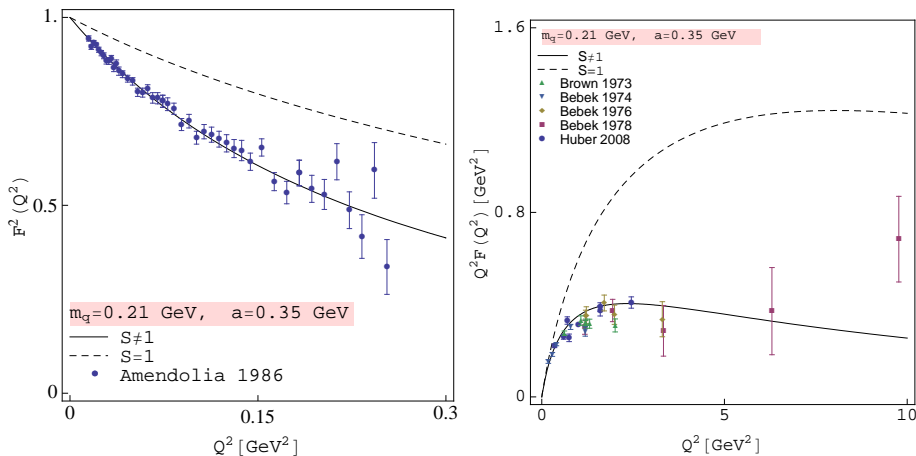 1.
0.5
0
0
0.15
0.3
F²(Q²)
Q² [GeV²]
m_q=0.21 GeV, a=0.35 GeV
S≠1
S=1
Amendolia 1986
1.6
0.8
0
0
5
10
Q²F(Q²) [GeV²]
Q² [GeV²]
m_q=0.21 GeV, a=0.35 GeV
S≠1
S=1
Brown 1973
Bebek 1974
Bebek 1976
Bebek 1978
Huber 2008